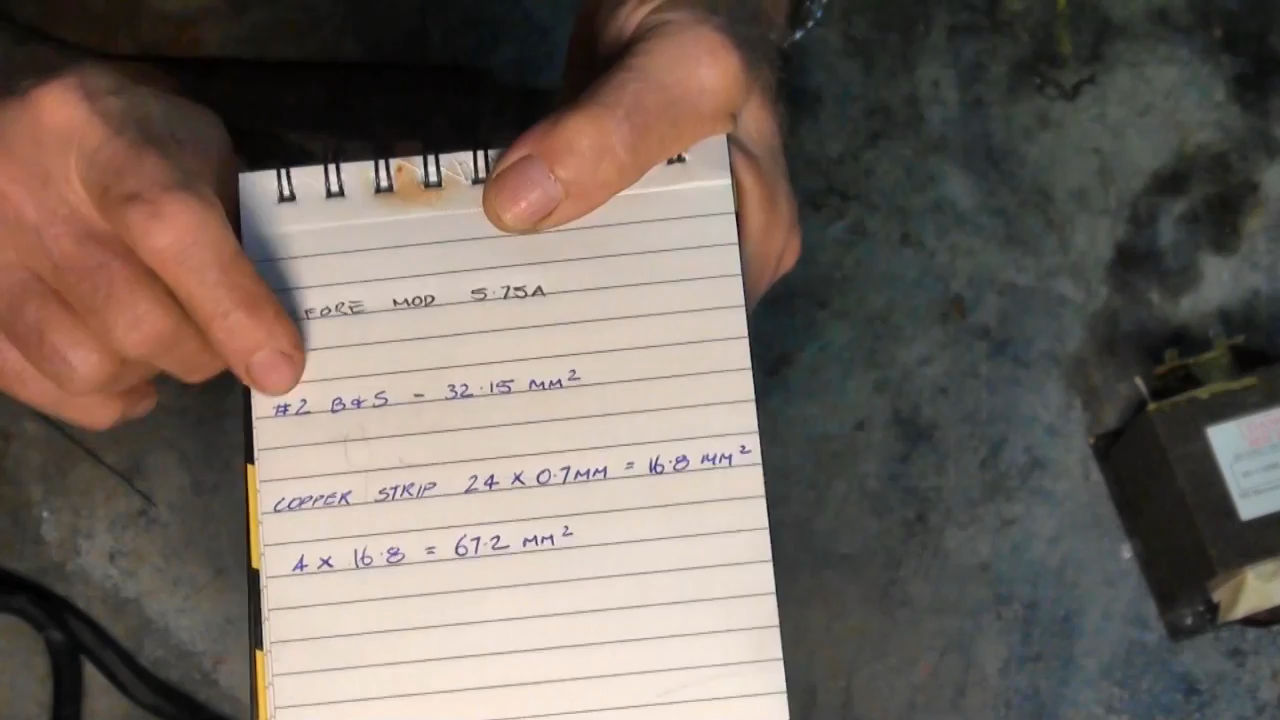 FORE MOD 5.75A
#2 B&S - 32.15 MM²
COPPER STRIP 24 X 0.7MM = 16.8 MM²
4 X 16.8 = 67.2 MM²